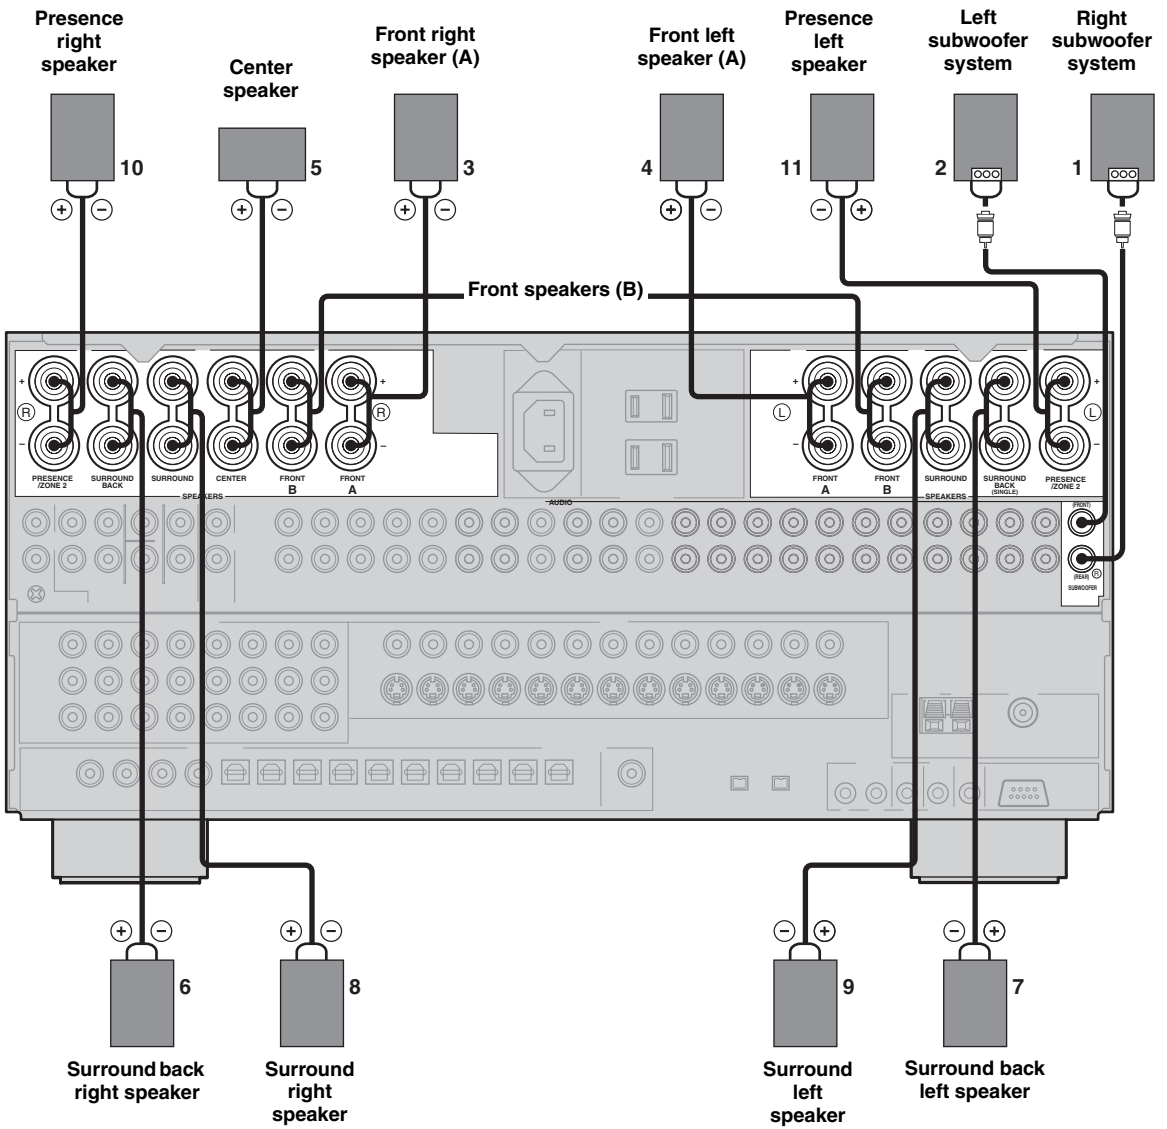 Presence
right
speaker
Center
speaker
Front right
speaker (A)
Front left
speaker (A)
Presence
left
speaker
Left
subwoofer
system
Right
subwoofer
system
10
5
3
4
11
2
1
+ −
+ −
+ −
+ −
− +
Front speakers (B)
+
R
−
+
R
−
PRESENCE
/ZONE 2
SURROUND
BACK
SURROUND
CENTER
FRONT
B
FRONT
A
SPEAKERS
AUDIO
+
L
−
+
L
−
FRONT
A
FRONT
B
SURROUND
SURROUND
BACK
(SINGLE)
PRESENCE
/ZONE 2
SPEAKERS
(FRONT)
(REAR)
R
SUBWOOFER
+ −
+ −
− +
− +
6
8
9
7
Surround back
right speaker
Surround
right
speaker
Surround
left
speaker
Surround back
left speaker